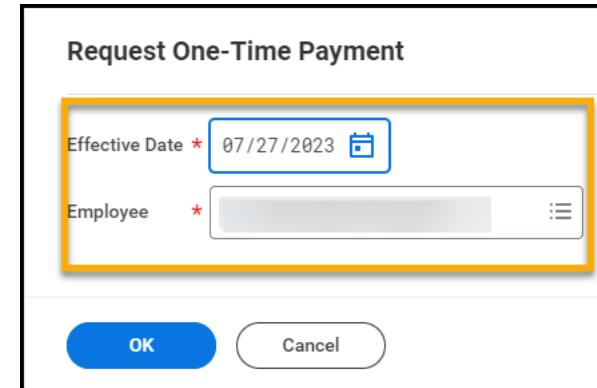 Request One-Time Payment
Effective Date * 07/27/2023
Employee *
OK Cancel